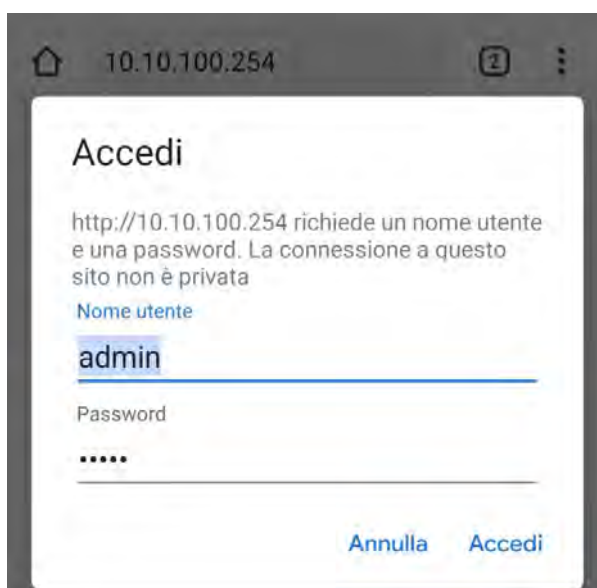 10.10.100.254
2
Accedi
http://10.10.100.254 richiede un nome utente
e una password. La connessione a questo
sito non è privata
Nome utente
admin
Password
•••••
Annulla
Accedi